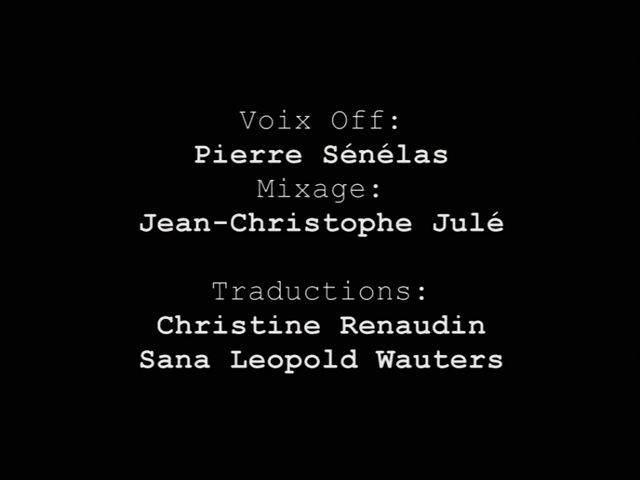 Voix Off:
Pierre Sénélas
Mixage:
Jean-Christophe Julé
Traductions:
Christine Renaudin
Sana Leopold Wauters